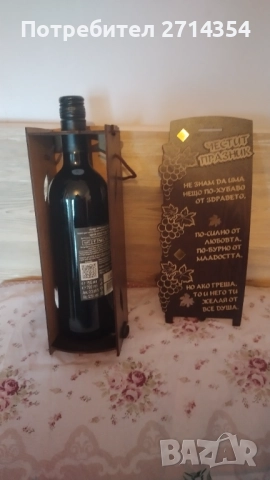 Потребител 2714354
ЧЕСТИТ
ПРАЗНИК
НЕ ЗНАМ ДА ИМА
НЕЩО ПО-ХУБАВО
ОТ ЗДРАВЕТО,
ПО-СИЛНО ОТ
ЛЮБОВТА,
ПО-БУРНО ОТ
МЛАДОСТТА.
НО АКО ГРЕША,
ТО И НЕГО ТИ
ЖЕЛАЯ ОТ
ВСЕ ДУША.
BAZAR